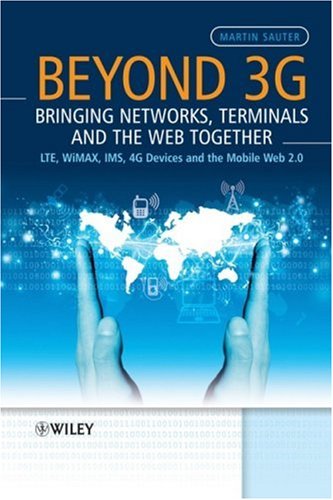 MARTIN SAUTER
BEYOND 3G
BRINGING NETWORKS, TERMINALS
AND THE WEB TOGETHER
LTE, WiMAX, IMS, 4G Devices and the Mobile Web 2.0
WILEY